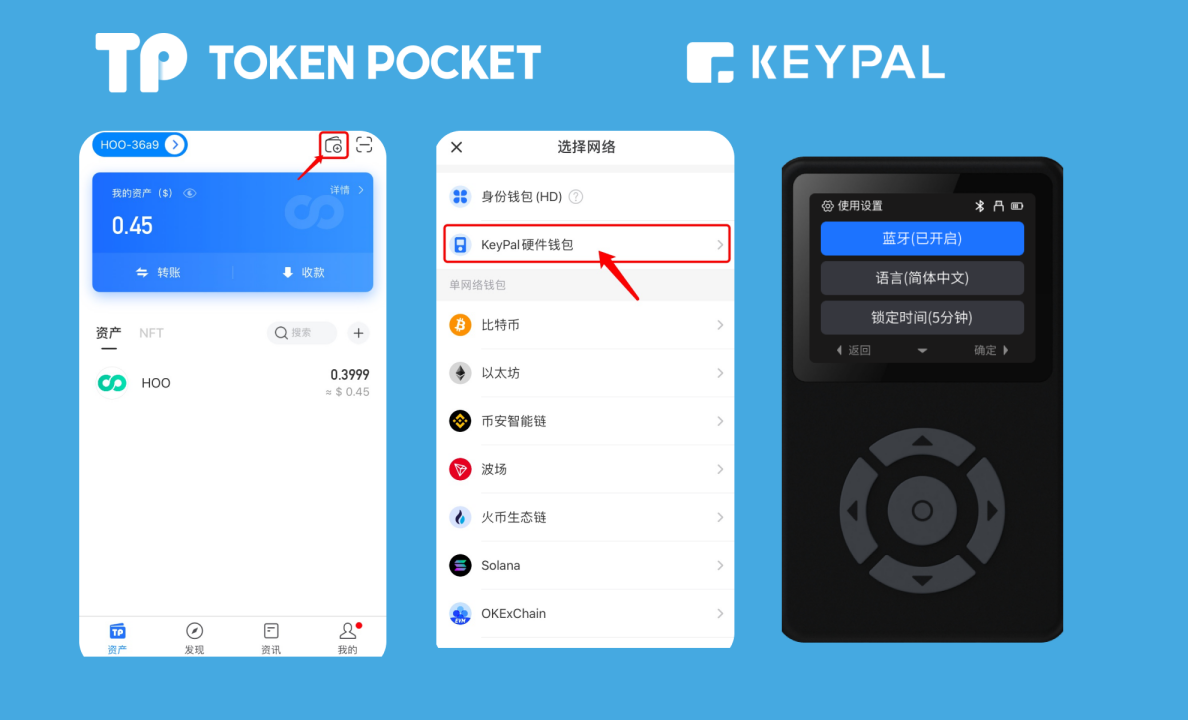 TP TOKEN POCKET
KEYPAL
HOO-36a9
我的资产 ($)
详情
0.45
转账
收款
资产 NFT
搜索
HOO
0.3999
≈ $ 0.45
TP
资产
发现
资讯
我的
选择网络
身份钱包 (HD) ?
KeyPal 硬件钱包
单网络钱包
比特币
以太坊
币安智能链
波场
火币生态链
Solana
OKExChain
EVN
使用设置
蓝牙(已开启)
语言(简体中文)
锁定时间(5分钟)
返回
确定